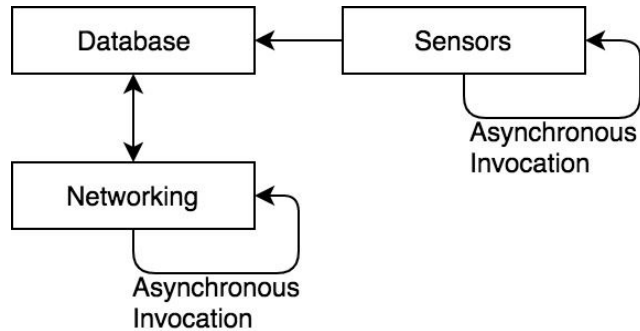 Database
Sensors
Asynchronous
Invocation
Networking
Asynchronous
Invocation